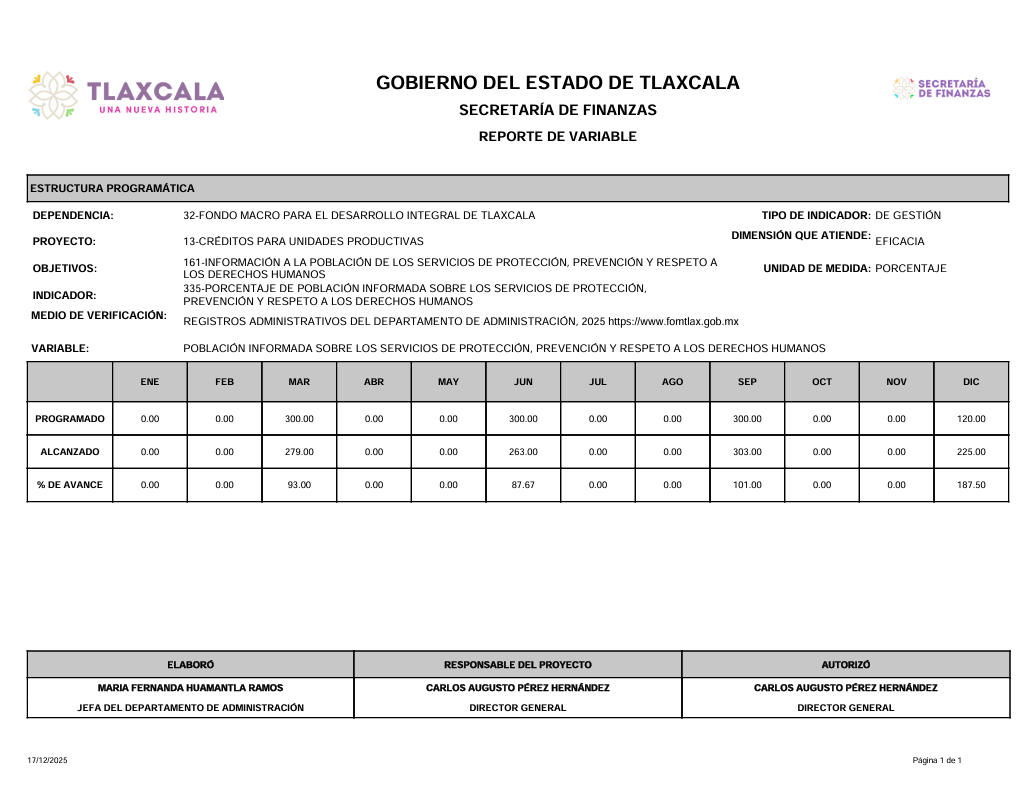 TLAXCALA
UNA NUEVA HISTORIA
GOBIERNO DEL ESTADO DE TLAXCALA
SECRETARÍA DE FINANZAS
REPORTE DE VARIABLE
SECRETARÍA
DE FINANZAS
ESTRUCTURA PROGRAMÁTICA
DEPENDENCIA: 32-FONDO MACRO PARA EL DESARROLLO INTEGRAL DE TLAXCALA TIPO DE INDICADOR: DE GESTIÓN
PROYECTO: 13-CRÉDITOS PARA UNIDADES PRODUCTIVAS DIMENSIÓN QUE ATIENDE: EFICACIA
OBJETIVOS: 161-INFORMACIÓN A LA POBLACIÓN DE LOS SERVICIOS DE PROTECCIÓN, PREVENCIÓN Y RESPETO A
LOS DERECHOS HUMANOS
UNIDAD DE MEDIDA: PORCENTAJE
INDICADOR: 335-PORCENTAJE DE POBLACIÓN INFORMADA SOBRE LOS SERVICIOS DE PROTECCIÓN,
PREVENCIÓN Y RESPETO A LOS DERECHOS HUMANOS
MEDIO DE VERIFICACIÓN: REGISTROS ADMINISTRATIVOS DEL DEPARTAMENTO DE ADMINISTRACIÓN, 2025 https://www.fomtlax.gob.mx
VARIABLE: POBLACIÓN INFORMADA SOBRE LOS SERVICIOS DE PROTECCIÓN, PREVENCIÓN Y RESPETO A LOS DERECHOS HUMANOS
ENE FEB MAR ABR MAY JUN JUL AGO SEP OCT NOV DIC
PROGRAMADO 0.00 0.00 300.00 0.00 0.00 300.00 0.00 0.00 300.00 0.00 0.00 120.00
ALCANZADO 0.00 0.00 279.00 0.00 0.00 263.00 0.00 0.00 303.00 0.00 0.00 225.00
% DE AVANCE 0.00 0.00 93.00 0.00 0.00 87.67 0.00 0.00 101.00 0.00 0.00 187.50
ELABORÓ RESPONSABLE DEL PROYECTO AUTORIZÓ
MARIA FERNANDA HUAMANTLA RAMOS CARLOS AUGUSTO PÉREZ HERNÁNDEZ CARLOS AUGUSTO PÉREZ HERNÁNDEZ
JEFA DEL DEPARTAMENTO DE ADMINISTRACIÓN DIRECTOR GENERAL DIRECTOR GENERAL
17/12/2025 Página 1 de 1